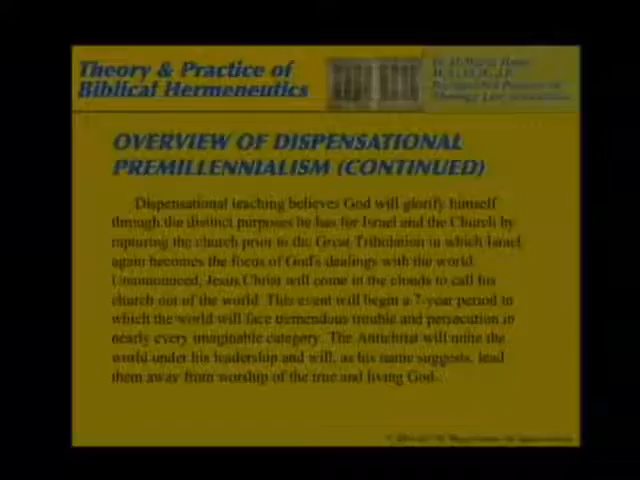 Theory & Practice of
Biblical Hermeneutics
OVERVIEW OF DISPENSATIONAL
PREMILLENNIALISM (CONTINUED)
Dispensational teaching believes God will glorify himself
through the distinct purposes he has for Israel and the Church by
rapturing the church prior to the Great Tribulation in which Israel
again becomes the focus of God's dealings with the world.
Unannounced, Jesus Christ will come in the clouds to call his
church out of the world. This event will begin a 7-year period in
which the world will face tremendous trouble and persecution in
nearly every imaginable category. The Antichrist will unite the
world under his leadership and will, as his name suggests, lead
them away from worship of the true and living God.